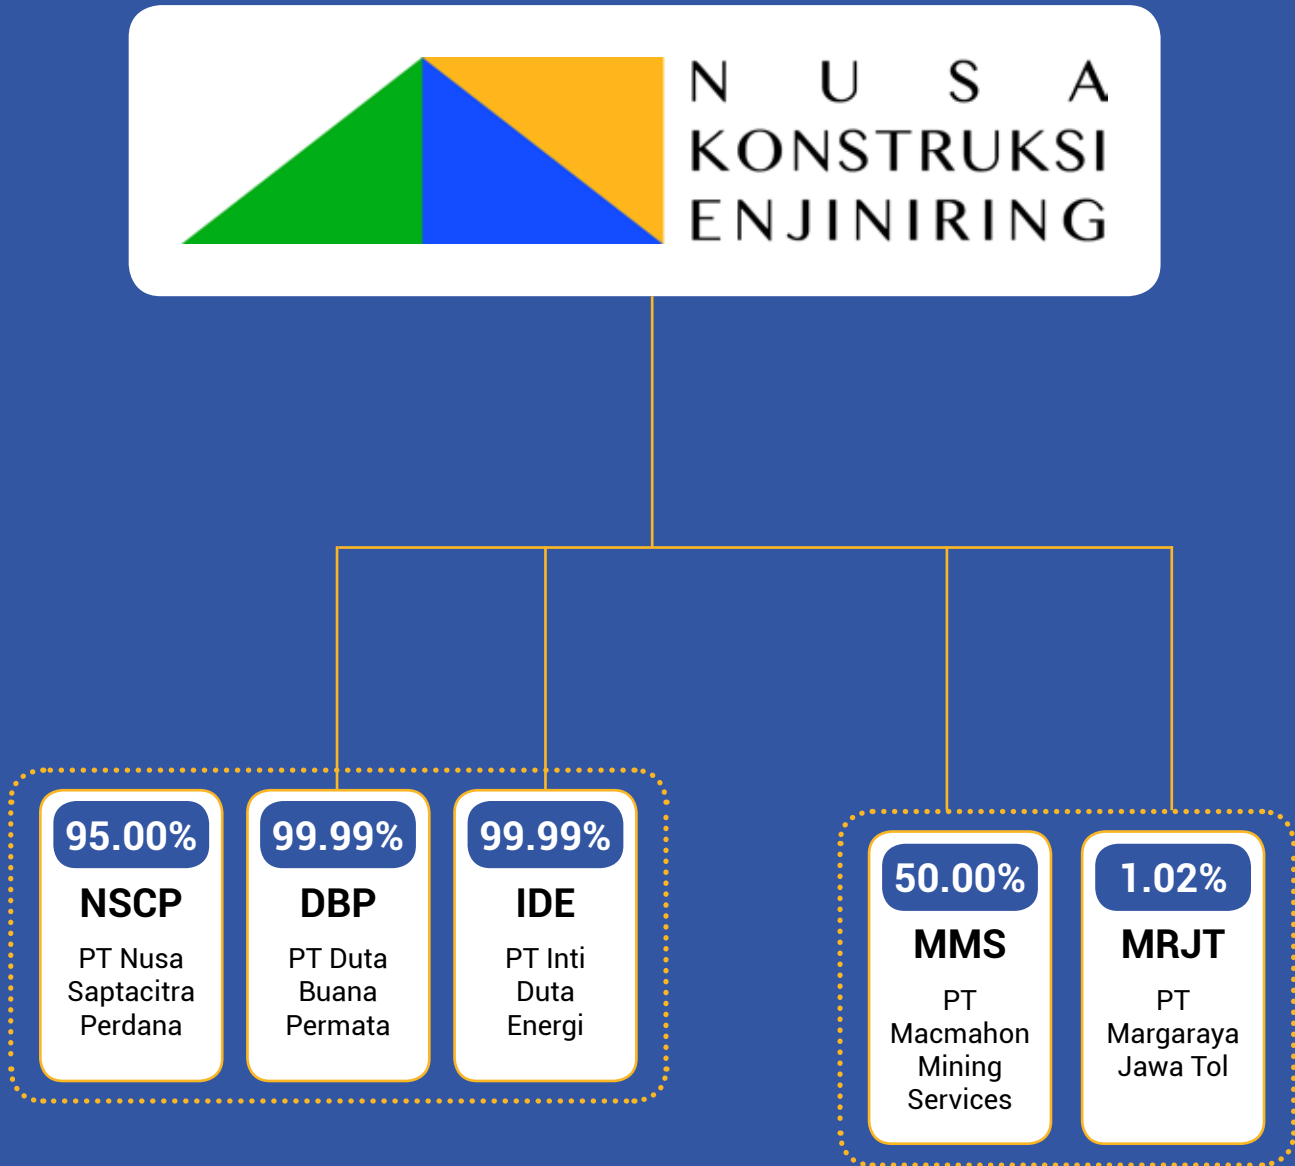 NUSA
KONSTRUKSI
ENJINIRING
95.00%
NSCP
PT Nusa
Saptacitra
Perdana
99.99%
DBP
PT Duta
Buana
Permata
99.99%
IDE
PT Inti
Duta
Energi
50.00%
MMS
PT
Macmahon
Mining
Services
1.02%
MRJT
PT
Margaraya
Jawa Tol